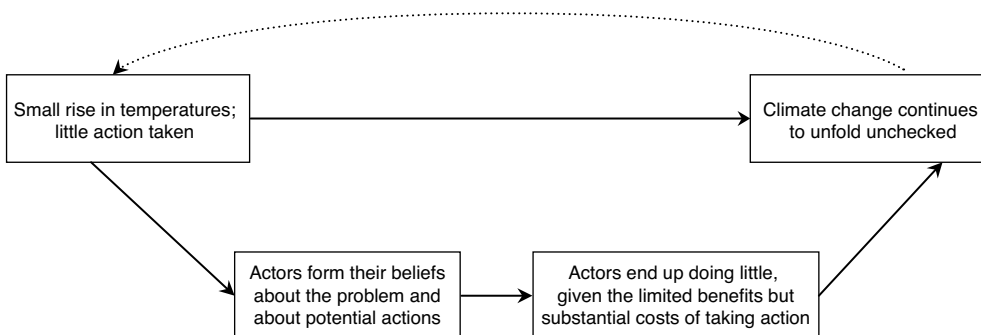 Small rise in temperatures;
little action taken
Climate change continues
to unfold unchecked
Actors form their beliefs
about the problem and
about potential actions
Actors end up doing little,
given the limited benefits but
substantial costs of taking action